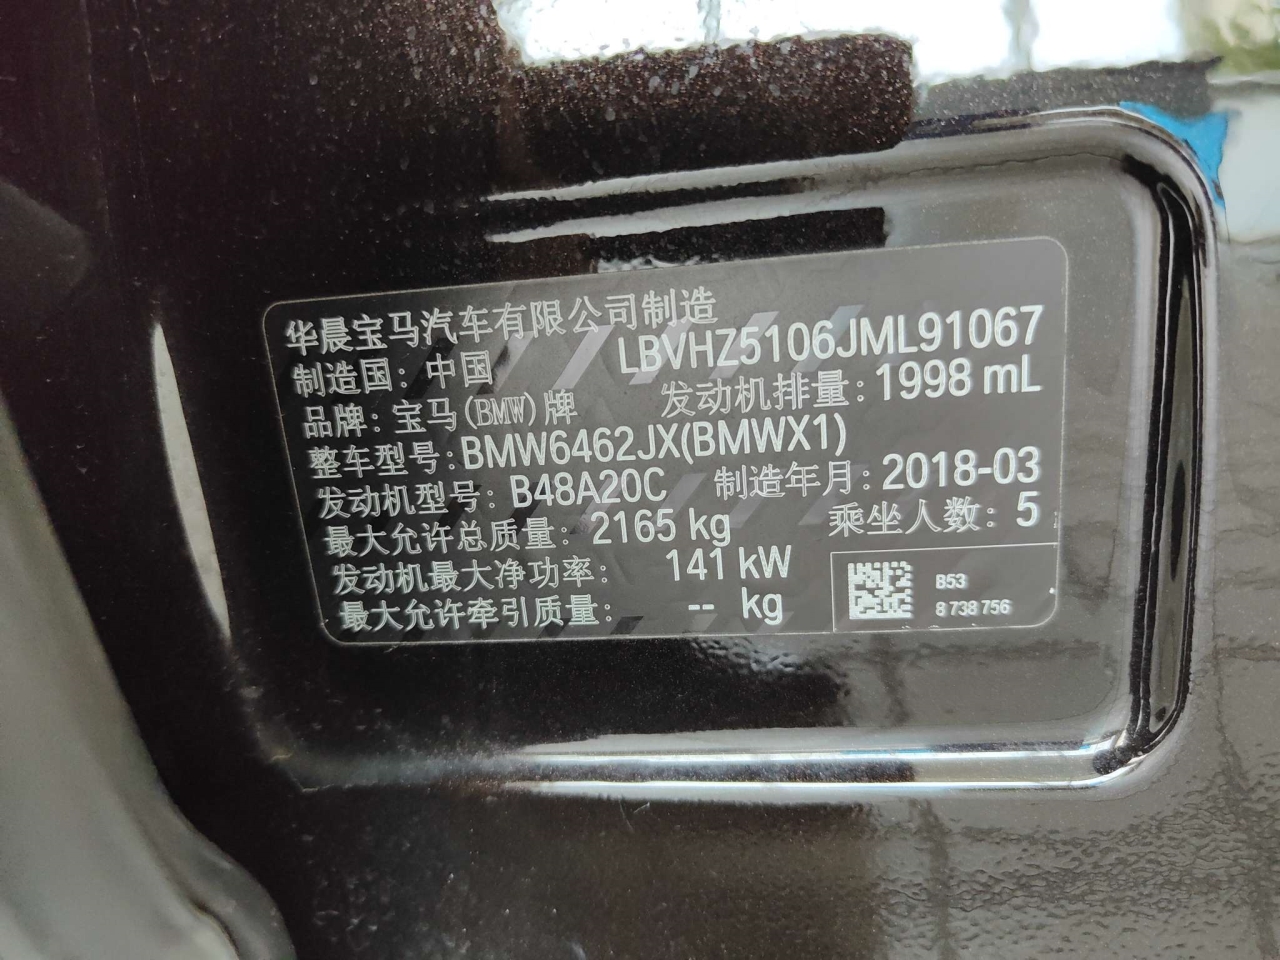 华晨宝马汽车有限公司制造
制造国：中国 LBVHZ5106JML91067
品牌：宝马(BMW)牌 发动机排量：1998 mL
整车型号：BMW6462JX(BMWX1)
发动机型号：B48A20C 制造年月：2018-03
最大允许总质量：2165 kg 乘坐人数：5
发动机最大净功率：141 kW
最大允许牵引质量：-- kg
B53
8 738 756